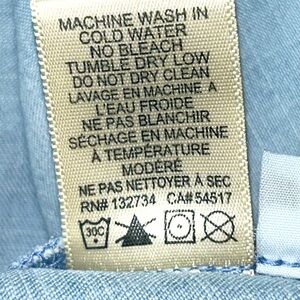 MACHINE WASH IN
COLD WATER
NO BLEACH
TUMBLE DRY LOW
DO NOT DRY CLEAN
LAVAGE EN MACHINE À
L'EAU FROIDE
NE PAS BLANCHIR
SÉCHAGE EN MACHINE
À TEMPÉRATURE
MODÉRÉ
NE PAS NETTOYER À SEC
RN# 132734 CA# 54517
30C